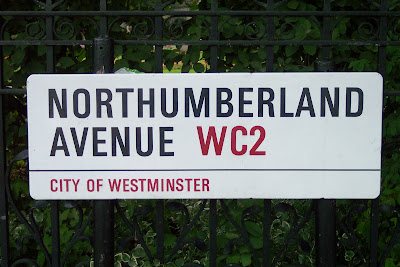 NORTHUMBERLAND
AVENUE WC2
CITY OF WESTMINSTER